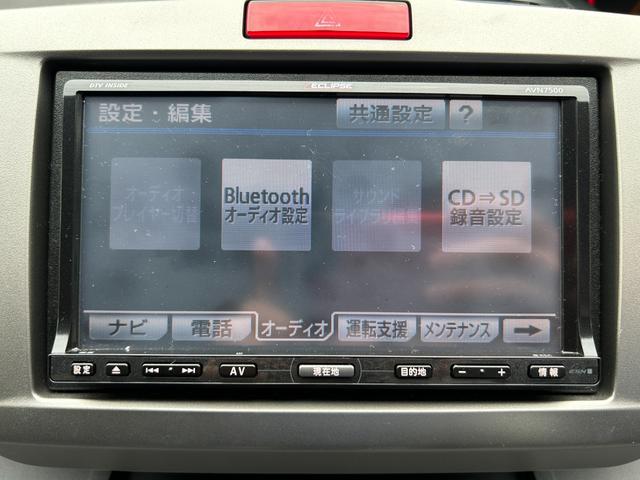 DTV INSIDE
ECLIPSE
AVN7500
設定・編集
共通設定
?
オーディオ
プレイヤー切替
Bluetooth
オーディオ設定
サウンド
ライブラリ編集
CD⇒SD
録音設定
ナビ
電話
オーディオ
運転支援
メンテナンス
→
設定
AV
現在地
目的地
- ・ +
情報
ESN